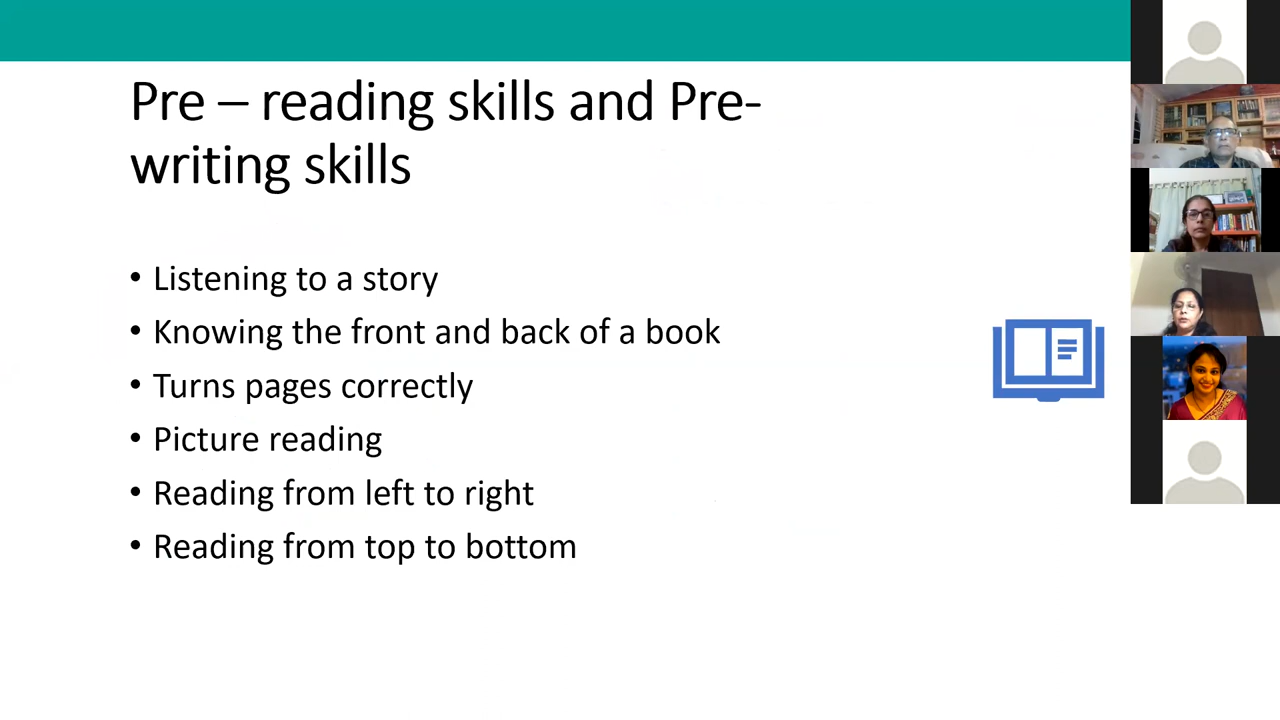 Pre – reading skills and Pre-
writing skills
• Listening to a story
• Knowing the front and back of a book
• Turns pages correctly
• Picture reading
• Reading from left to right
• Reading from top to bottom